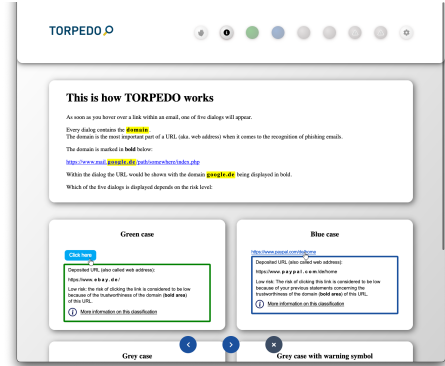 TORPEDO
This is how TORPEDO works
As soon as you hover over a link within an email, one of five dialogs will appear.
Every dialog contains the domain.
The domain is the most important part of a URL (aka. web address) when it comes to the recognition of phishing emails.
The domain is marked in bold below:
https://www.mail.google.de/path/somewhere/index.php
Within the dialog the URL would be shown with the domain google.de being displayed in bold.
Which of the five dialogs is displayed depends on the risk level:
Green case
Click here
Deposited URL (also called web address):
https://www.ebay.de/
Low risk: the risk of clicking this link is considered to be low
because of the trustworthiness of the domain (bold area)
of this URL.
More information on this classification
Blue case
https://www.paypal.com/de/home
Deposited URL (also called web address):
https://www.paypal.com/de/home
Low risk: The risk of clicking this link is considered to be low
because of your previous statements concerning the
trustworthiness of the domain (bold area) of this URL.
More information on this classification
Grey case
Grey case with warning symbol